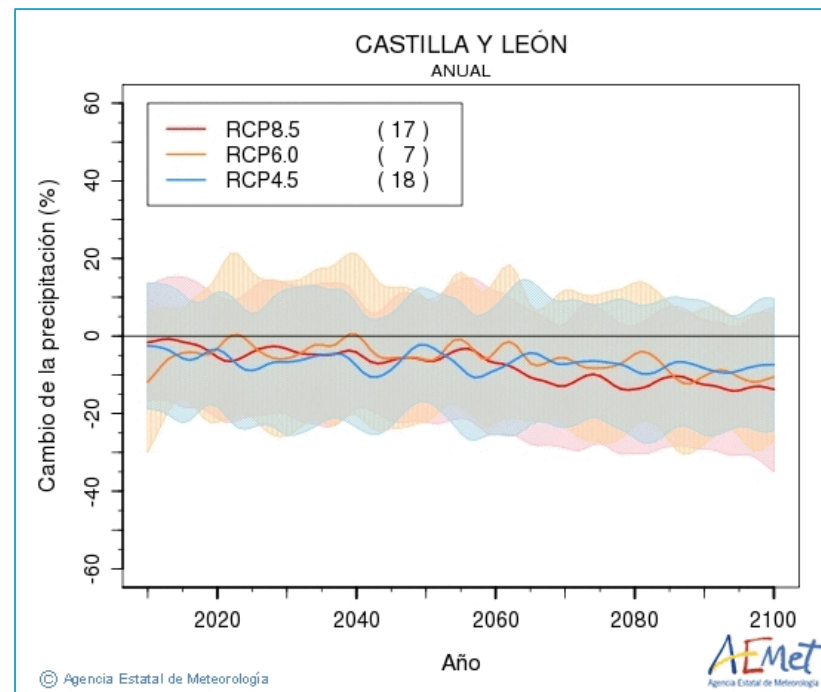 CASTILLA Y LEÓN
ANUAL
RCP8.5 ( 17 )
RCP6.0 ( 7 )
RCP4.5 ( 18 )
Cambio de la precipitación (%)
60
40
20
0
-20
-40
-60
2020 2040 2060 2080 2100
Año
© Agencia Estatal de Meteorología
AEMet
Agencia Estatal de Meteorología